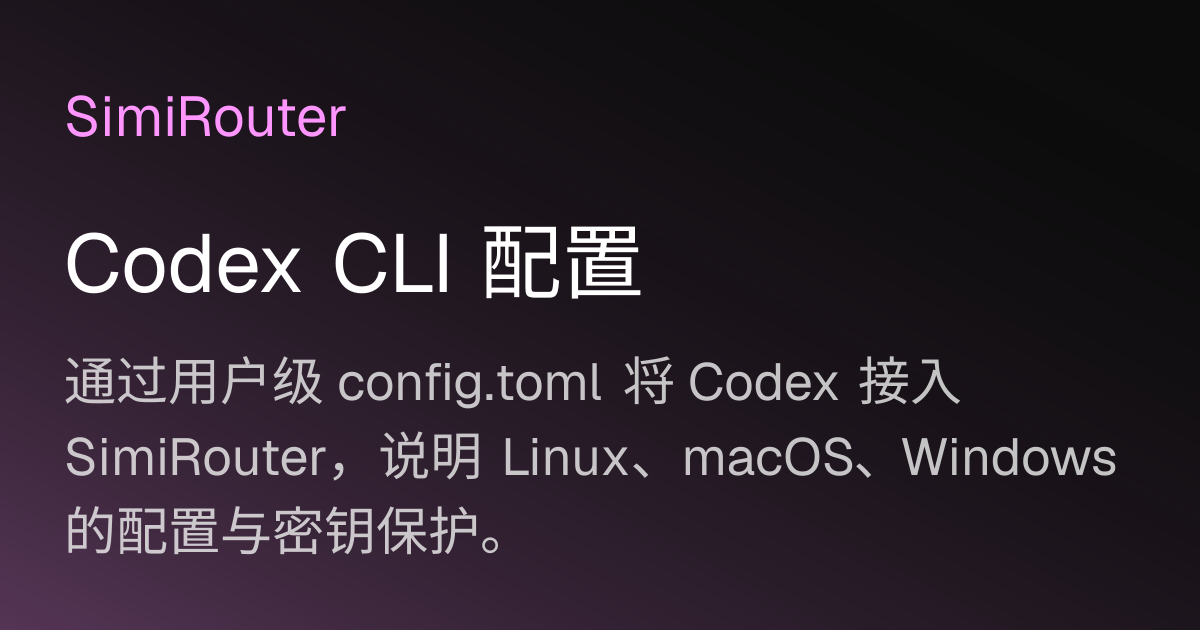 SimiRouter
Codex CLI 配置
通过用户级 config.toml 将 Codex 接入
SimiRouter，说明 Linux、macOS、Windows
的配置与密钥保护。